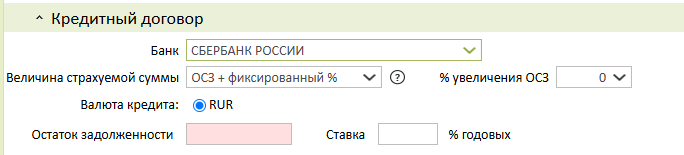 Кредитный договор
Банк СБЕРБАНК РОССИИ
Величина страхуемой суммы ОСЗ + фиксированный % ? % увеличения ОСЗ 0
Валюта кредита: RUR
Остаток задолженности Ставка % годовых